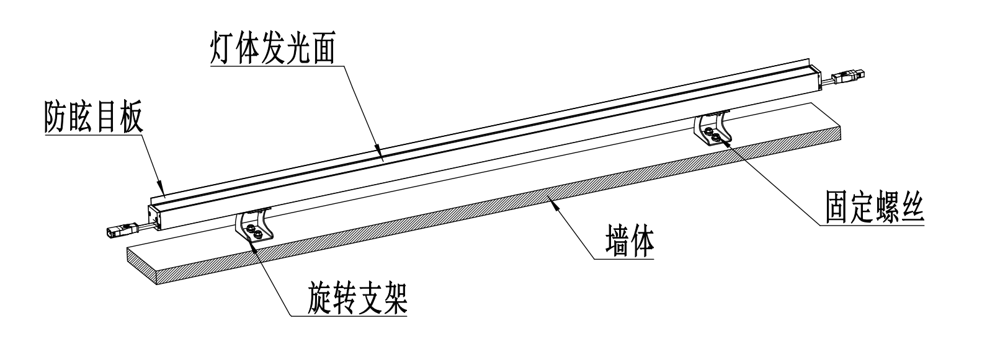 灯体发光面
防眩目板
固定螺丝
墙体
旋转支架